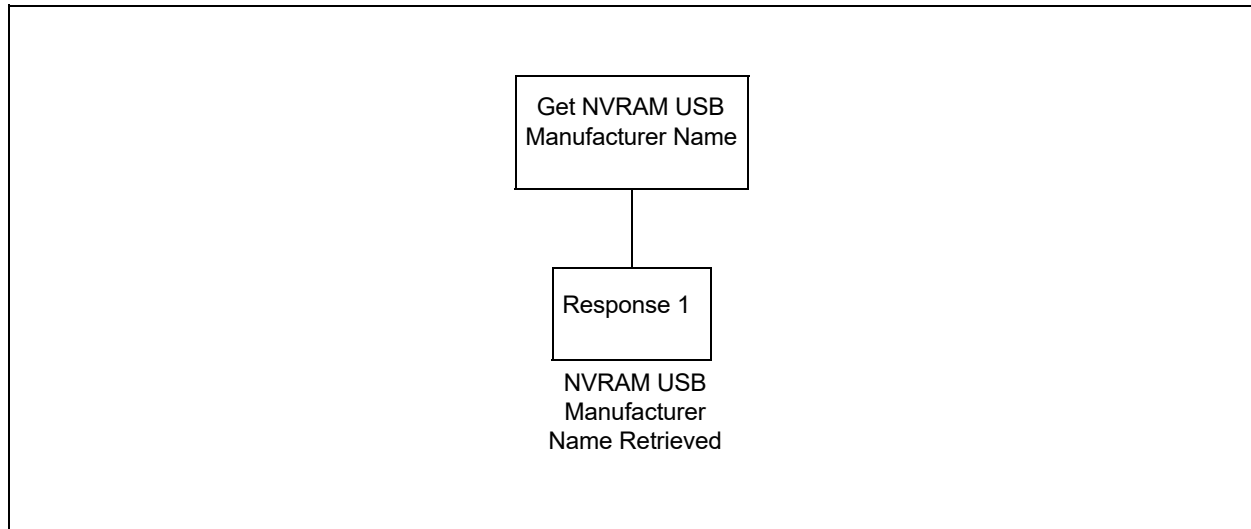 Get NVRAM USB
Manufacturer Name
Response 1
NVRAM USB
Manufacturer
Name Retrieved